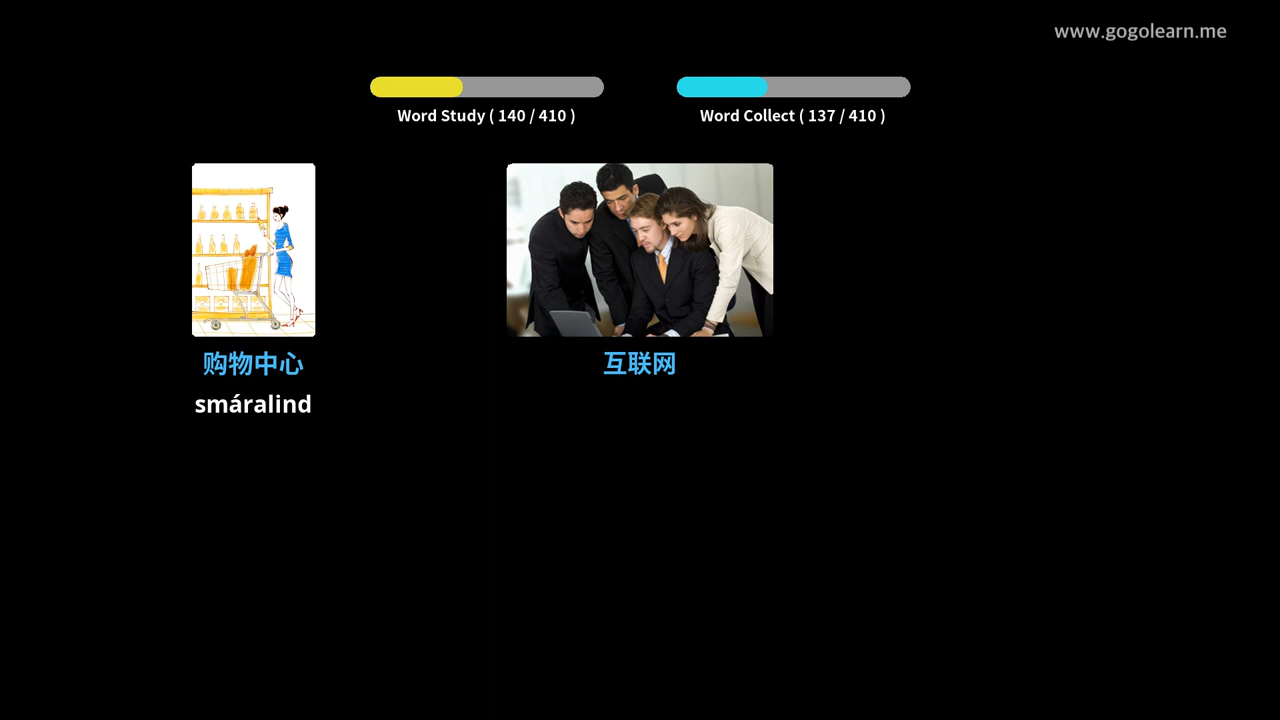 www.gogolearn.me
Word Study ( 140 / 410 )
Word Collect ( 137 / 410 )
购物中心
互联网
smáralind